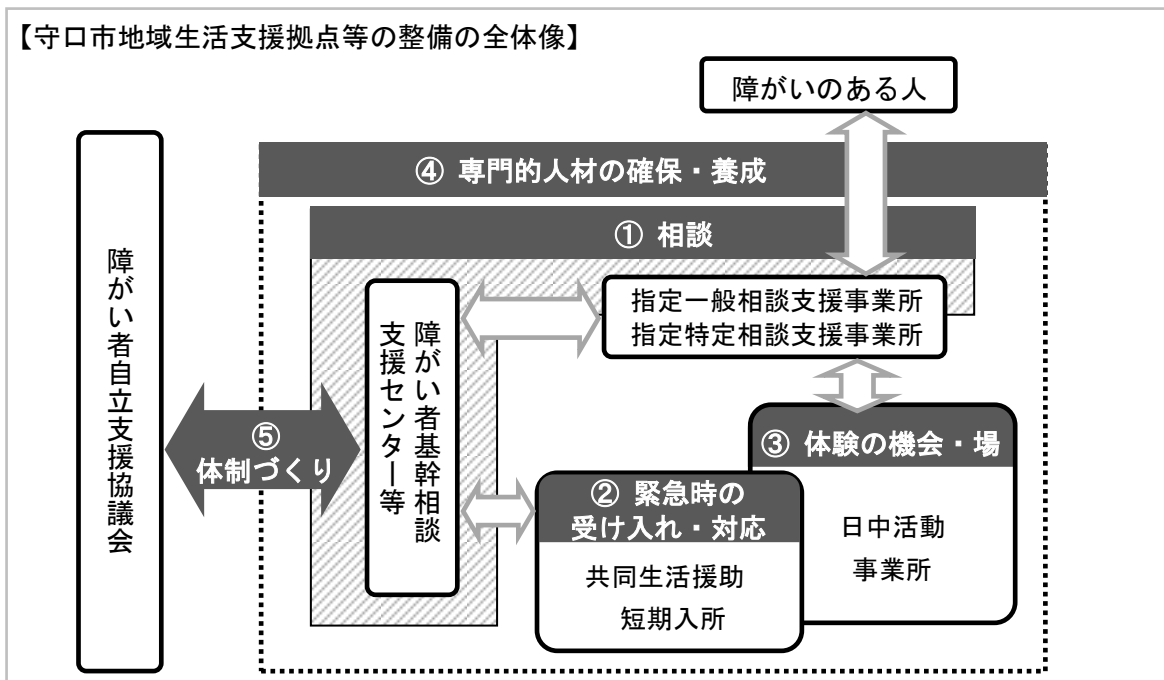 【守口市地域生活支援拠点等の整備の全体像】
障がいのある人
④ 専門的人材の確保・養成
① 相談
指定一般相談支援事業所
指定特定相談支援事業所
障がい者基幹相談
支援センター等
障がい者自立支援協議会
⑤
体制づくり
③ 体験の機会・場
日中活動
事業所
② 緊急時の
受け入れ・対応
共同生活援助
短期入所